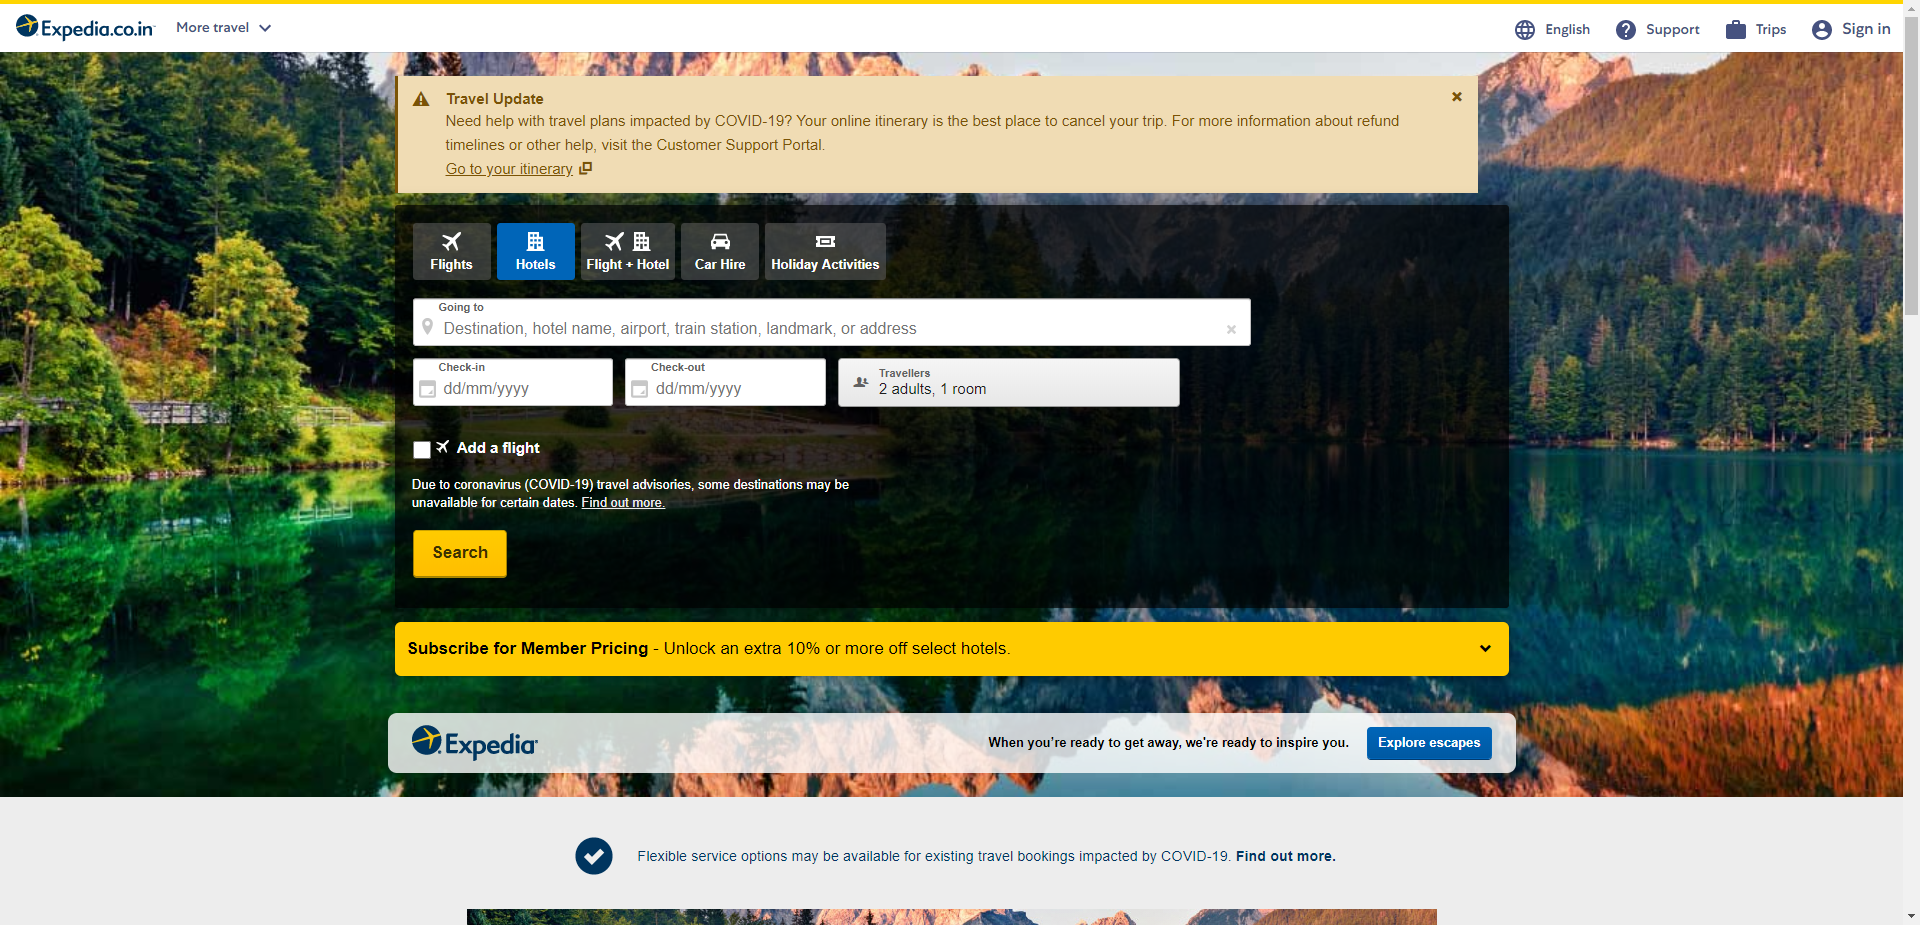 Expedia.co.in
More travel
English
Support
Trips
Sign in
Travel Update
Need help with travel plans impacted by COVID-19? Your online itinerary is the best place to cancel your trip. For more information about refund
timelines or other help, visit the Customer Support Portal.
Go to your itinerary
Flights
Hotels
Flight + Hotel
Car Hire
Holiday Activities
Going to
Destination, hotel name, airport, train station, landmark, or address
Check-in
dd/mm/yyyy
Check-out
dd/mm/yyyy
Travellers
2 adults, 1 room
Add a flight
Due to coronavirus (COVID-19) travel advisories, some destinations may be
unavailable for certain dates. Find out more.
Search
Subscribe for Member Pricing - Unlock an extra 10% or more off select hotels.
Expedia
When you're ready to get away, we're ready to inspire you.
Explore escapes
Flexible service options may be available for existing travel bookings impacted by COVID-19. Find out more.